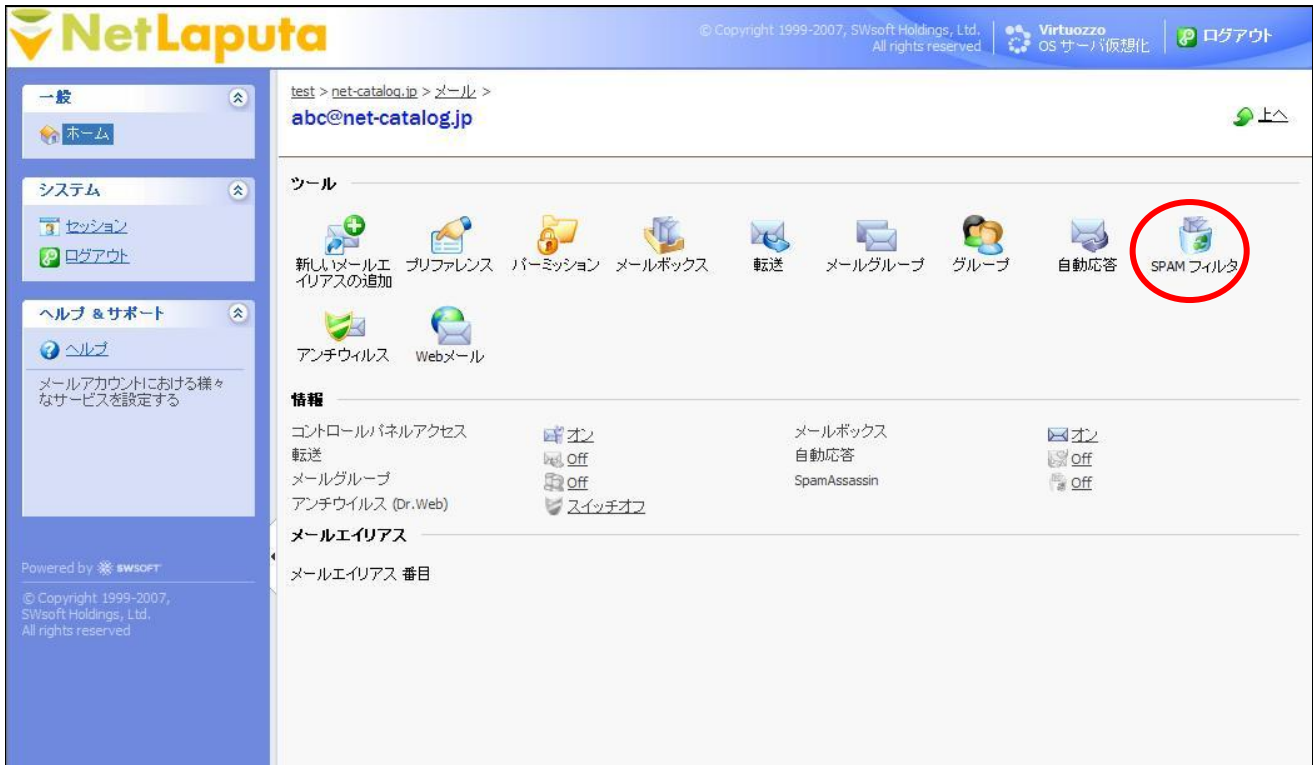 NetLaputa
© Copyright 1999-2007, SWsoft Holdings, Ltd.
All rights reserved
Virtuozzo
OS サーバ仮想化
ログアウト
一般
ホーム
システム
セッション
ログアウト
ヘルプ & サポート
ヘルプ
メールアカウントにおける様々
なサービスを設定する
Powered by SWSOFT
© Copyright 1999-2007,
SWsoft Holdings, Ltd.
All rights reserved
test > net-catalog.jp > メール >
abc@net-catalog.jp
上へ
ツール
新しいメールエ
イリアスの追加
プリファレンス
パーミッション
メールボックス
転送
メールグループ
グループ
自動応答
SPAM フィルタ
アンチウィルス
Webメール
情報
コントロールパネルアクセス オン メールボックス オン
転送 Off 自動応答 Off
メールグループ Off SpamAssassin Off
アンチウイルス (Dr.Web) スイッチオフ
メールエイリアス
メールエイリアス 番目